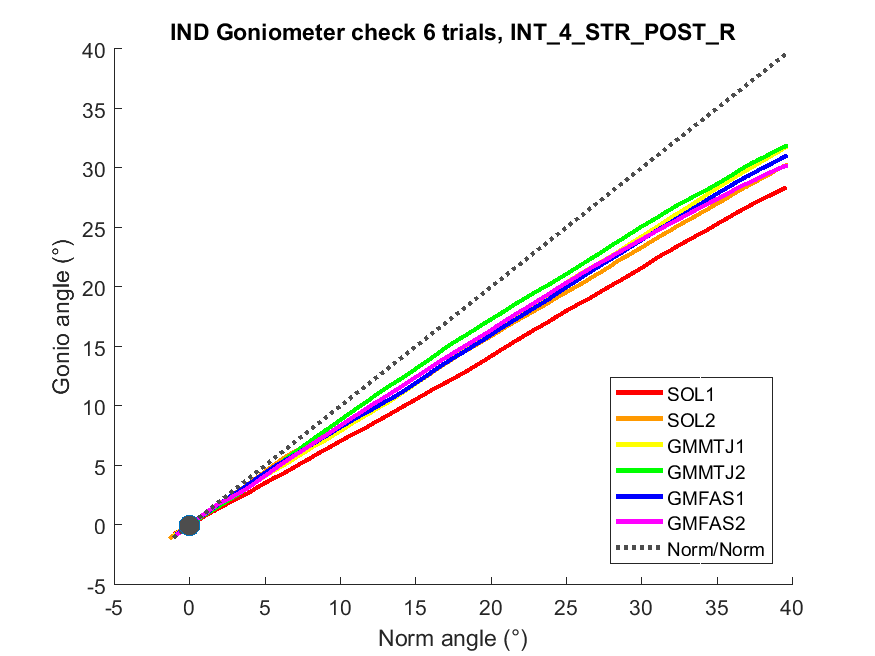 IND Goniometer check 6 trials, INT_4_STR_POST_R
40
35
30
25
20
15
10
5
0
-5
Gonio angle (°)
-5
0
5
10
15
20
25
30
35
40
Norm angle (°)
SOL1
SOL2
GMMTJ1
GMMTJ2
GMFAS1
GMFAS2
Norm/Norm